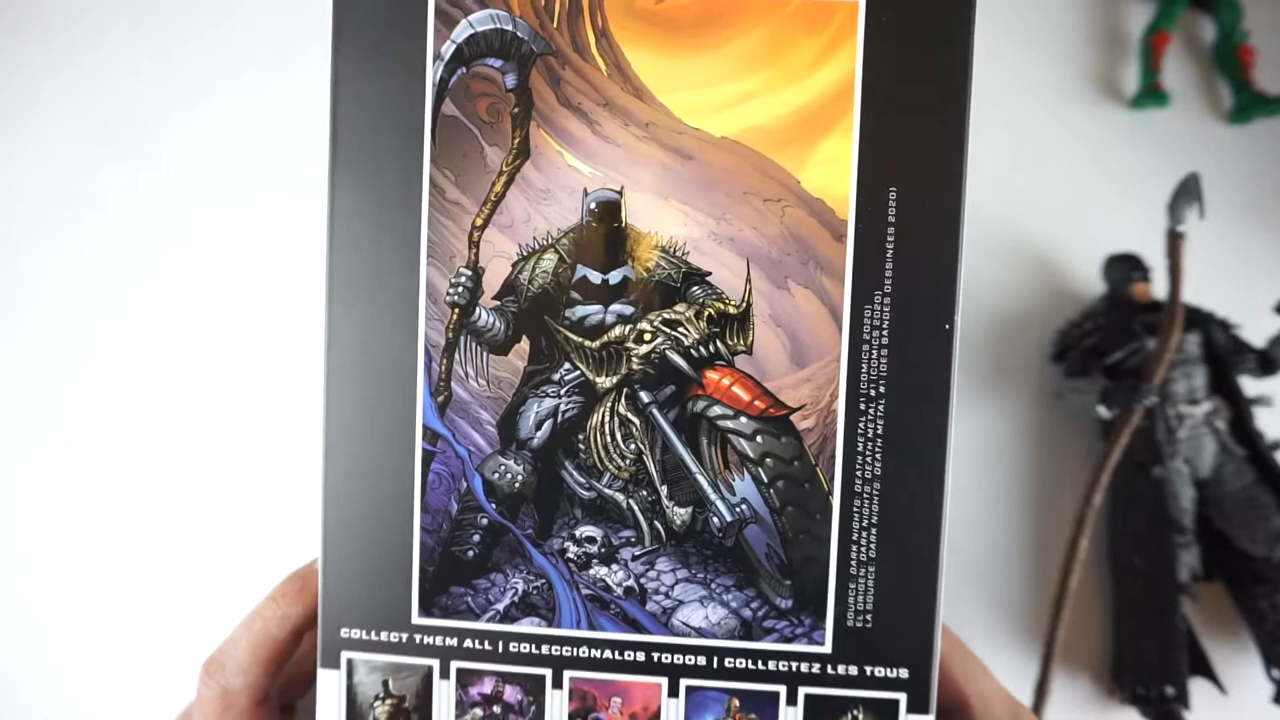 SOURCE: DARK NIGHTS: DEATH METAL #1 (COMICS 2020)
EL ORIGEN: DARK NIGHTS: DEATH METAL #1 (COMICS 2020)
LA SOURCE: DARK NIGHTS: DEATH METAL #1 (DES BANDES DESSINÉES 2020)
COLLECT THEM ALL | COLECCIÓNALOS TODOS | COLLECTEZ LES TOUS